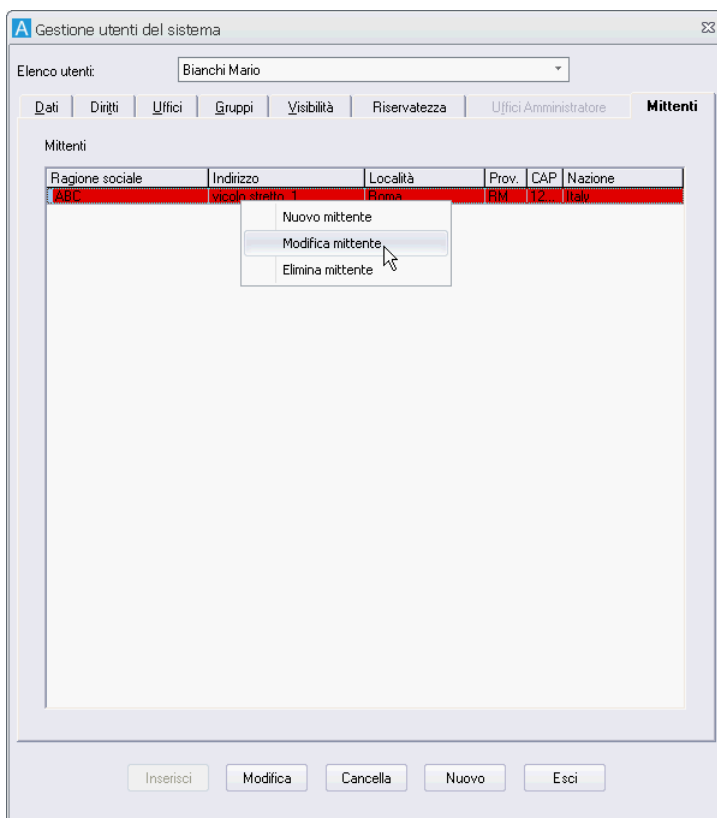 A Gestione utenti del sistema
Elenco utenti: Bianchi Mario
Dati Diritti Uffici Gruppi Visibilità Riservatezza Uffici Amministratore Mittenti
Mittenti
Ragione sociale Indirizzo Località Prov. CAP Nazione
ABC vicolo stretto, 1 Roma RM 12... Italy
Nuovo mittente
Modifica mittente
Elimina mittente
Inserisci Modifica Cancella Nuovo Esci